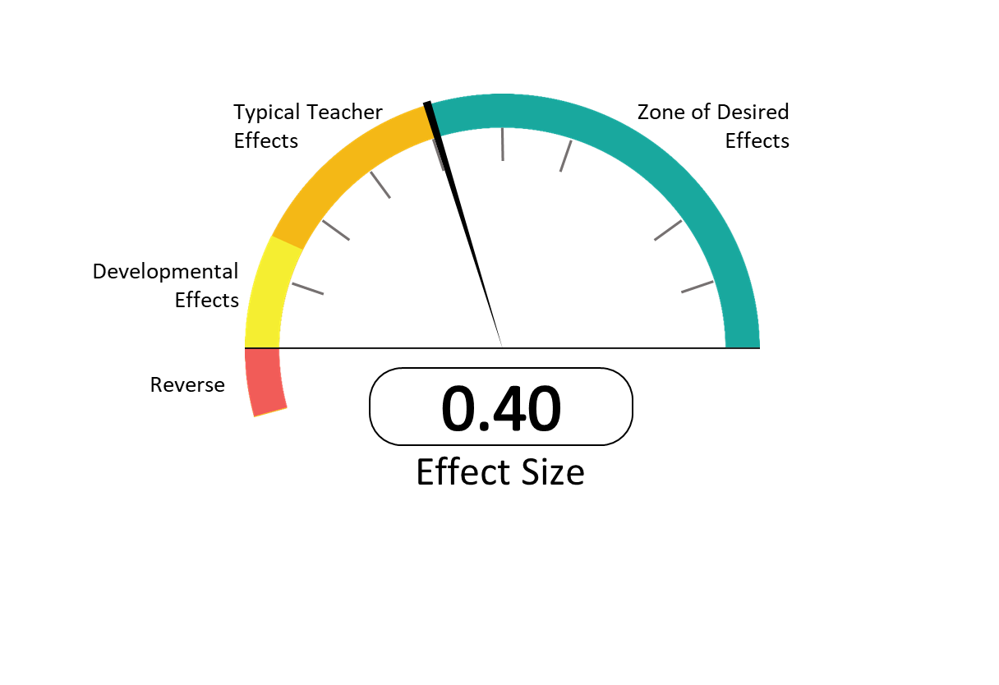 Typical Teacher
Effects
Zone of Desired
Effects
Developmental
Effects
Reverse
0.40
Effect Size